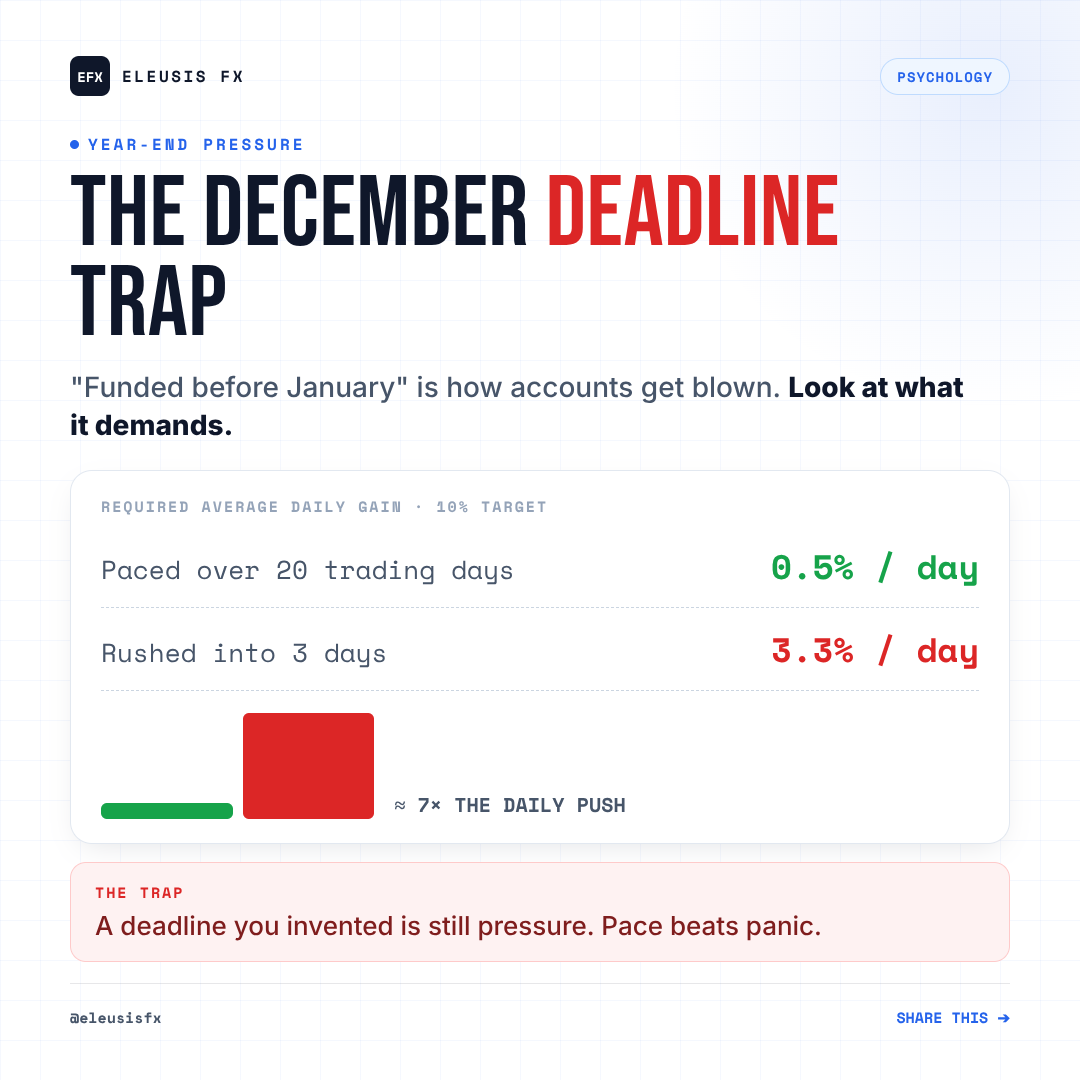 EFX ELEUSIS FX
PSYCHOLOGY
YEAR-END PRESSURE
THE DECEMBER DEADLINE
TRAP
"Funded before January" is how accounts get blown. Look at what
it demands.
REQUIRED AVERAGE DAILY GAIN · 10% TARGET
Paced over 20 trading days 0.5% / day
Rushed into 3 days 3.3% / day
≈ 7× THE DAILY PUSH
THE TRAP
A deadline you invented is still pressure. Pace beats panic.
@eleusisfx SHARE THIS ➔